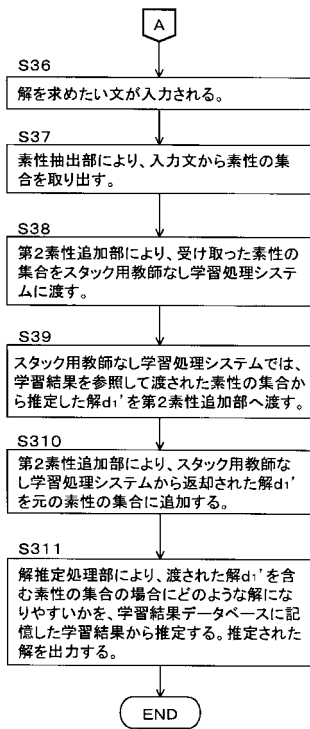 A
S36
解を求めたい文が入力される。
S37
素性抽出部により、入力文から素性の集
合を取り出す。
S38
第2素性追加部により、受け取った素性の
集合をスタック用教師なし学習処理システ
ムに渡す。
S39
スタック用教師なし学習処理システムでは、
学習結果を参照して渡された素性の集合か
ら推定した解d1'を第2素性追加部へ渡す。
S310
第2素性追加部により、スタック用教師な
し学習処理システムから返却された解d1'
を元の素性の集合に追加する。
S311
解推定処理部により、渡された解d1'を含
む素性の集合の場合にどのような解にな
りやすいかを、学習結果データベースに記
憶した学習結果から推定する。推定された
解を出力する。
END